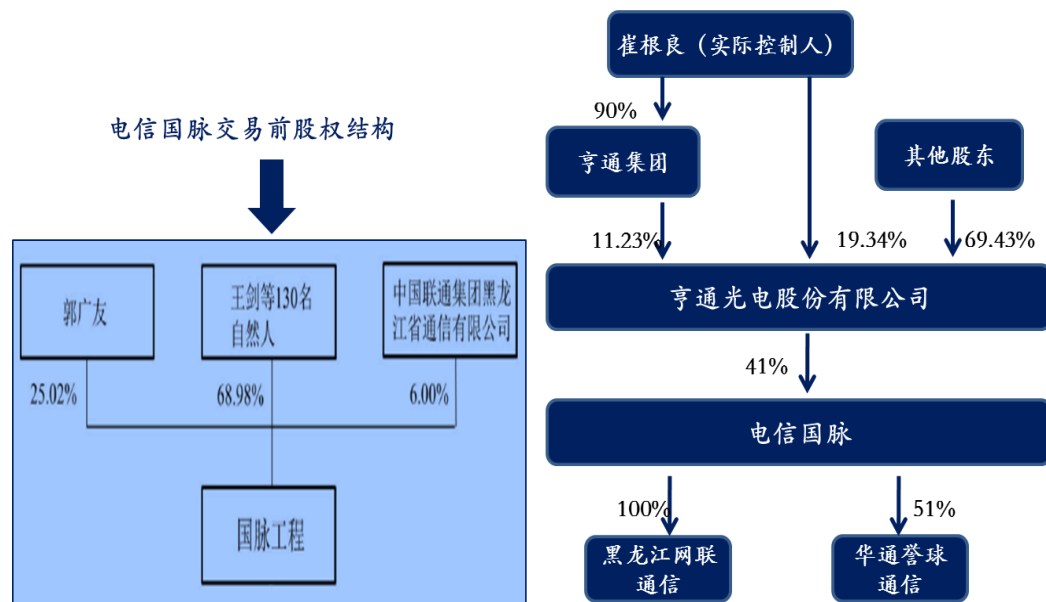 电信国脉交易前股权结构
郭广友
王剑等130名
自然人
中国联通集团黑龙
江省通信有限公司
25.02%
68.98%
6.00%
国脉工程
崔根良（实际控制人）
90%
亨通集团
其他股东
11.23%
19.34%
69.43%
亨通光电股份有限公司
41%
电信国脉
100%
51%
黑龙江网联
通信
华通誉球
通信